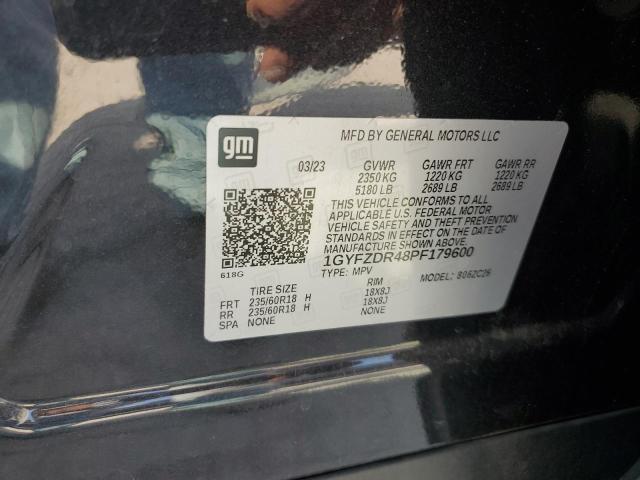 gm
MFD BY GENERAL MOTORS LLC
03/23 GVWR GAWR FRT GAWR RR
2350 KG 1220 KG 1220 KG
5180 LB 2689 LB 2689 LB
THIS VEHICLE CONFORMS TO ALL
APPLICABLE U.S. FEDERAL MOTOR
VEHICLE SAFETY AND THEFT PREVENTION
STANDARDS IN EFFECT ON THE DATE OF
MANUFACTURE SHOWN ABOVE.
1GYFZDR48PF179600
618G
TYPE: MPV MODEL: 6062C26
TIRE SIZE RIM
FRT 235/60R18 H 18X8J
RR 235/60R18 H 18X8J
SPA NONE NONE